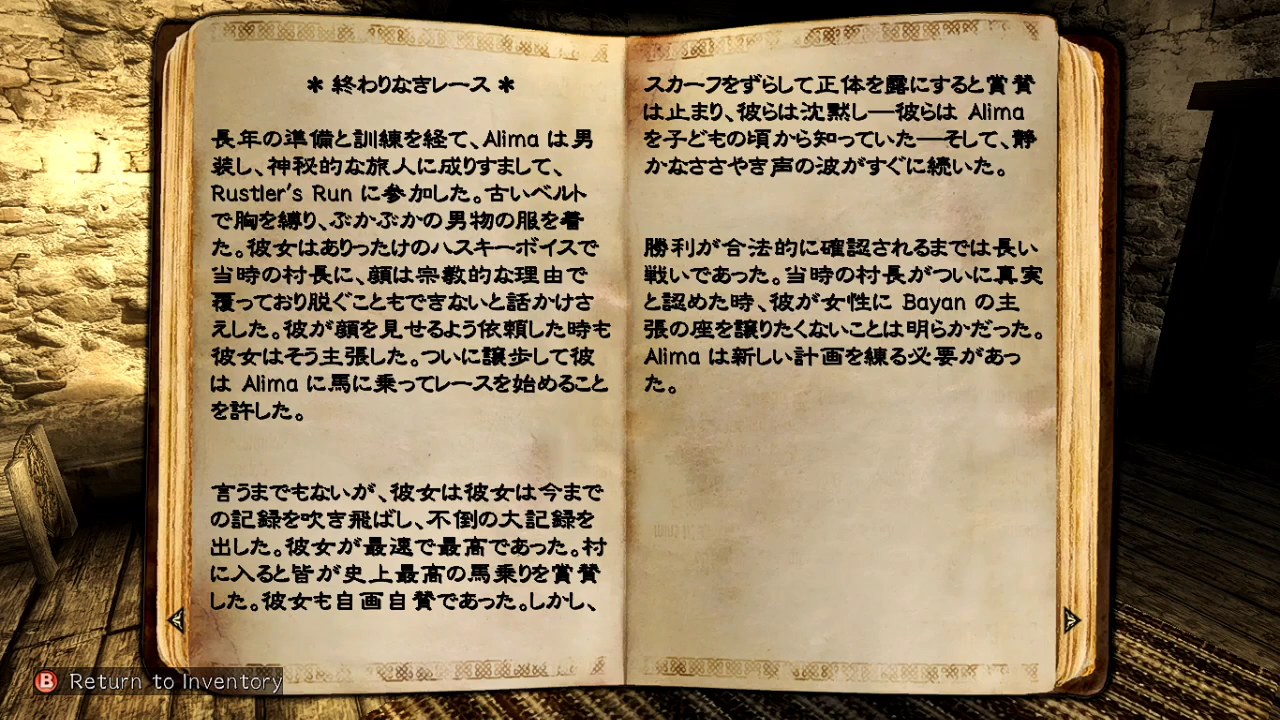 * 終わりなきレース *
長年の準備と訓練を経て、Alima は男
装し、神秘的な旅人に成りすまして、
Rustler's Run に参加した。古いベルト
で胸を縛り、ぶかぶかの男物の服を着
た。彼女はありったけのハスキーボイスで
当時の村長に、顔は宗教的な理由で
覆っており脱ぐこともできないと話かけさ
えした。彼が顔を見せるよう依頼した時も
彼女はそう主張した。ついに譲歩して彼
は Alima に馬に乗ってレースを始めること
を許した。
言うまでもないが、彼女は彼女は今まで
の記録を吹き飛ばし、不倒の大記録を
出した。彼女が最速で最高であった。村
に入ると皆が史上最高の馬乗りを賞賛
した。彼女も自画自賛であった。しかし、
スカーフをずらして正体を露にすると賞賛
は止まり、彼らは沈黙し──彼らは Alima
を子どもの頃から知っていた──そして、静
かなささやき声の波がすぐに続いた。
勝利が合法的に確認されるまでは長い
戦いであった。当時の村長がついに真実
と認めた時、彼が女性に Bayan の主
張の座を譲りたくないことは明らかだった。
Alima は新しい計画を練る必要があっ
た。
B Return to Inventory